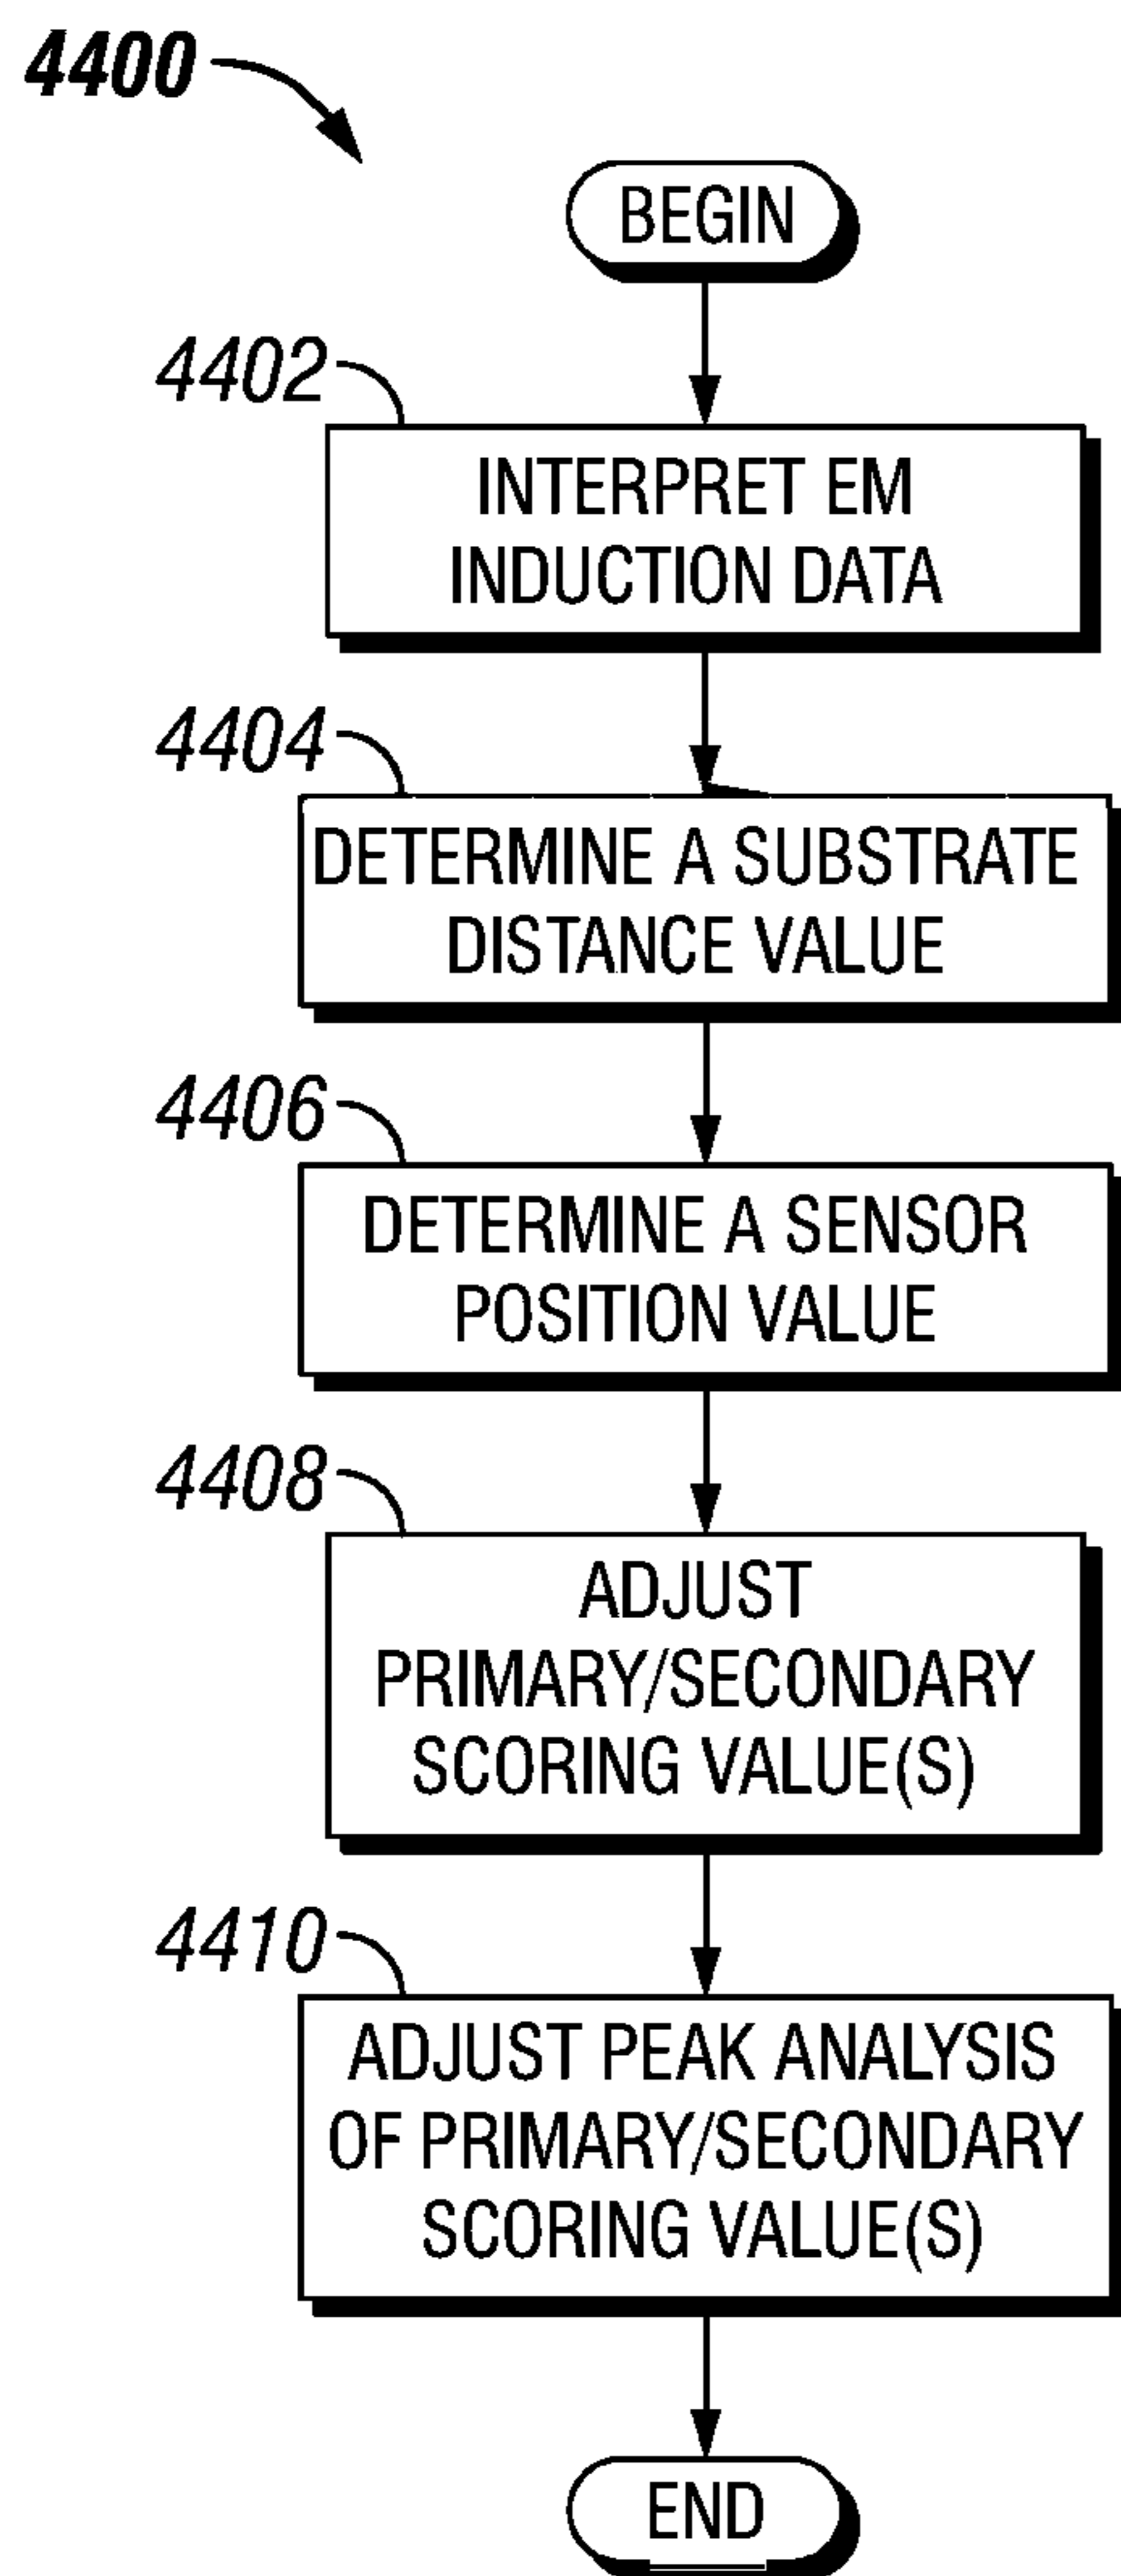 4400
BEGIN
4402
INTERPRET EM
INDUCTION DATA
4404
DETERMINE A SUBSTRATE
DISTANCE VALUE
4406
DETERMINE A SENSOR
POSITION VALUE
4408
ADJUST
PRIMARY/SECONDARY
SCORING VALUE(S)
4410
ADJUST PEAK ANALYSIS
OF PRIMARY/SECONDARY
SCORING VALUE(S)
END